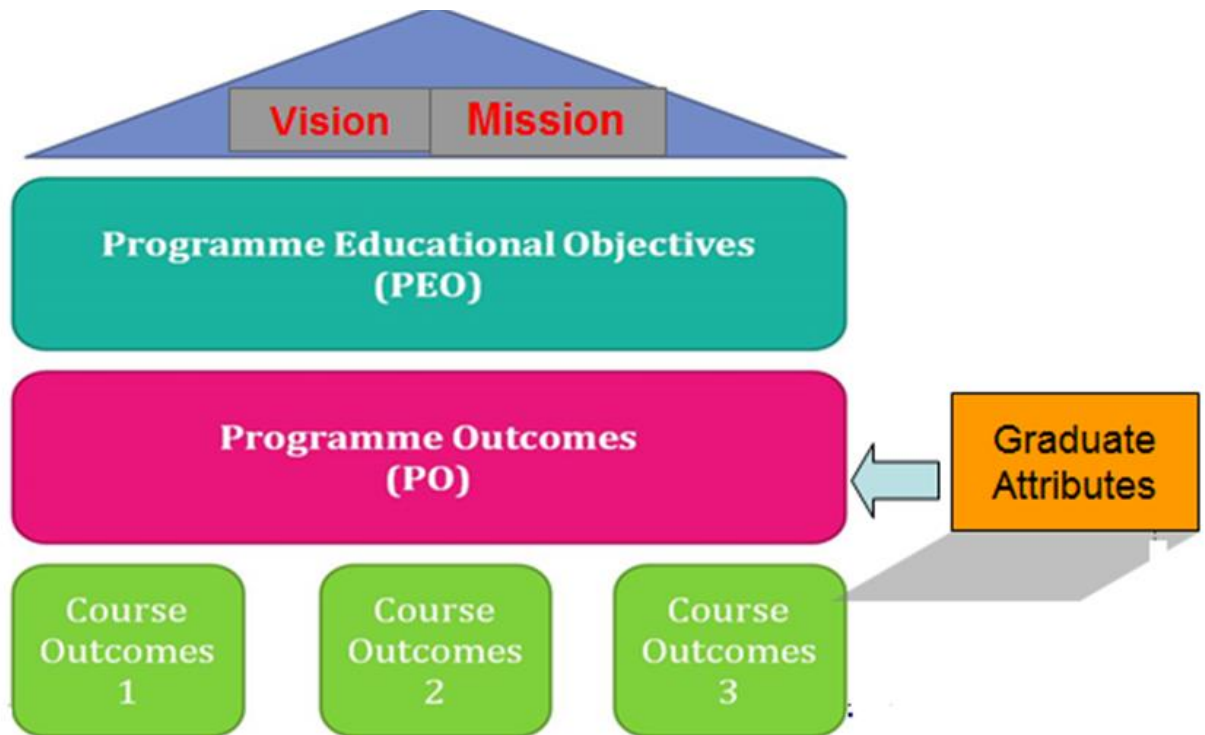 Vision Mission
Programme Educational Objectives
(PEO)
Programme Outcomes
(PO)
Graduate
Attributes
Course
Outcomes
1
Course
Outcomes
2
Course
Outcomes
3